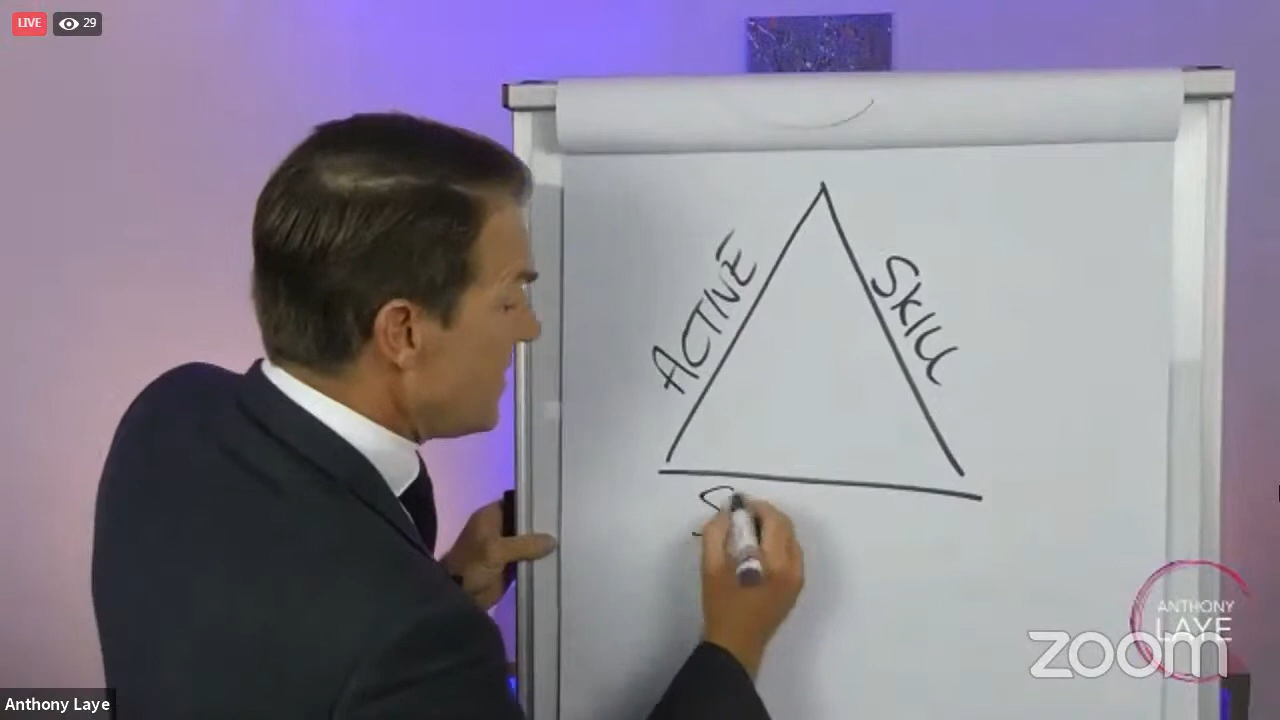 LIVE 29
ACTIVE
SKILL
S
ANTHONY
LAYE
zoom
Anthony Laye